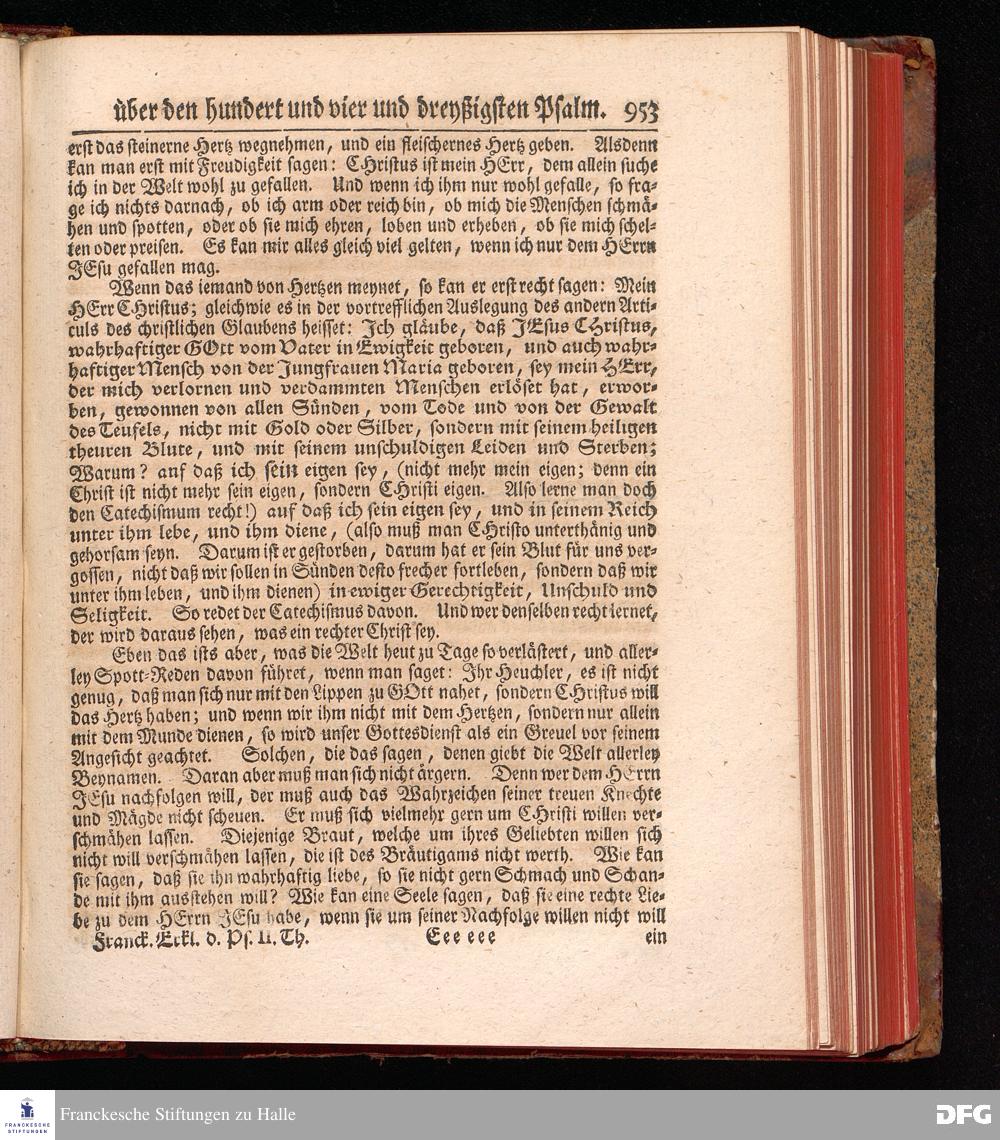 über den hundert und vier und dreyßigsten Psalm. 953
erst das steinerne Hertz wegnehmen, und ein fleischernes Hertz geben. Alsdenn
kan man erst mit Freudigkeit sagen: CHristus ist mein HErr, dem allein suche
ich in der Welt wohl zu gefallen. Und wenn ich ihm nur wohl gefalle, so fra-
ge ich nichts darnach, ob ich arm oder reich bin, ob mich die Menschen schmä-
hen und spotten, oder ob sie mich ehren, loben und erheben, ob sie mich schel-
ten oder preisen. Es kan mir alles gleich viel gelten, wenn ich nur dem HErrn
JEsu gefallen mag.
Wenn das iemand von Hertzen meynet, so kan er erst recht sagen: Mein
HErr CHristus; gleichwie es in der vortrefflichen Auslegung des andern Arti-
culs des christlichen Glaubens heisset: Ich gläube, daß JEsus CHristus,
wahrhaftiger GOtt vom Vater in Ewigkeit geboren, und auch wahr-
haftiger Mensch von der Jungfrauen Maria geboren, sey mein HErr,
der mich verlornen und verdammten Menschen erlöset hat, erwor-
ben, gewonnen von allen Sünden, vom Tode und von der Gewalt
des Teufels, nicht mit Gold oder Silber, sondern mit seinem heiligen
theuren Blute, und mit seinem unschuldigen Leiden und Sterben;
Warum? auf daß ich sein eigen sey, (nicht mehr mein eigen; denn ein
Christ ist nicht mehr sein eigen, sondern CHristi eigen. Also lerne man doch
den Catechismum recht!) auf daß ich sein eigen sey, und in seinem Reich
unter ihm lebe, und ihm diene, (also muß man CHristo unterthänig und
gehorsam seyn. Darum ist er gestorben, darum hat er sein Blut für uns ver-
gossen, nicht daß wir sollen in Sünden desto frecher fortleben, sondern daß wir
unter ihm leben, und ihm dienen) in ewiger Gerechtigkeit, Unschuld und
Seligkeit. So redet der Catechismus davon. Und wer denselben recht lernet,
der wird daraus sehen, was ein rechter Christ sey.
Eben das ists aber, was die Welt heut zu Tage so verlästert, und aller-
ley Spott-Reden davon führet, wenn man saget: Ihr Heuchler, es ist nicht
genug, daß man sich nur mit den Lippen zu GOtt nahet, sondern CHristus will
das Hertz haben; und wenn wir ihm nicht mit dem Hertzen, sondern nur allein
mit dem Munde dienen, so wird unser Gottesdienst als ein Greuel vor seinem
Angesicht geachtet. Solchen, die das sagen, denen giebt die Welt allerley
Beynamen. Daran aber muß man sich nicht ärgern. Denn wer dem HErrn
JEsu nachfolgen will, der muß auch das Wahrzeichen seiner treuen Knechte
und Mägde nicht scheuen. Er muß sich vielmehr gern um CHristi willen ver-
schmähen lassen. Diejenige Braut, welche um ihres Geliebten willen sich
nicht will verschmähen lassen, die ist des Bräutigams nicht werth. Wie kan
sie sagen, daß sie ihn wahrhaftig liebe, so sie nicht gern Schmach und Schan-
de mit ihm ausstehen will? Wie kan eine Seele sagen, daß sie eine rechte Lie-
be zu dem HErrn JEsu habe, wenn sie um seiner Nachfolge willen nicht will
Franck. Erkl. d. Ps. II. Th. Eee eee ein
FRANCKESCHE STIFTUNGEN
Franckesche Stiftungen zu Halle
DFG